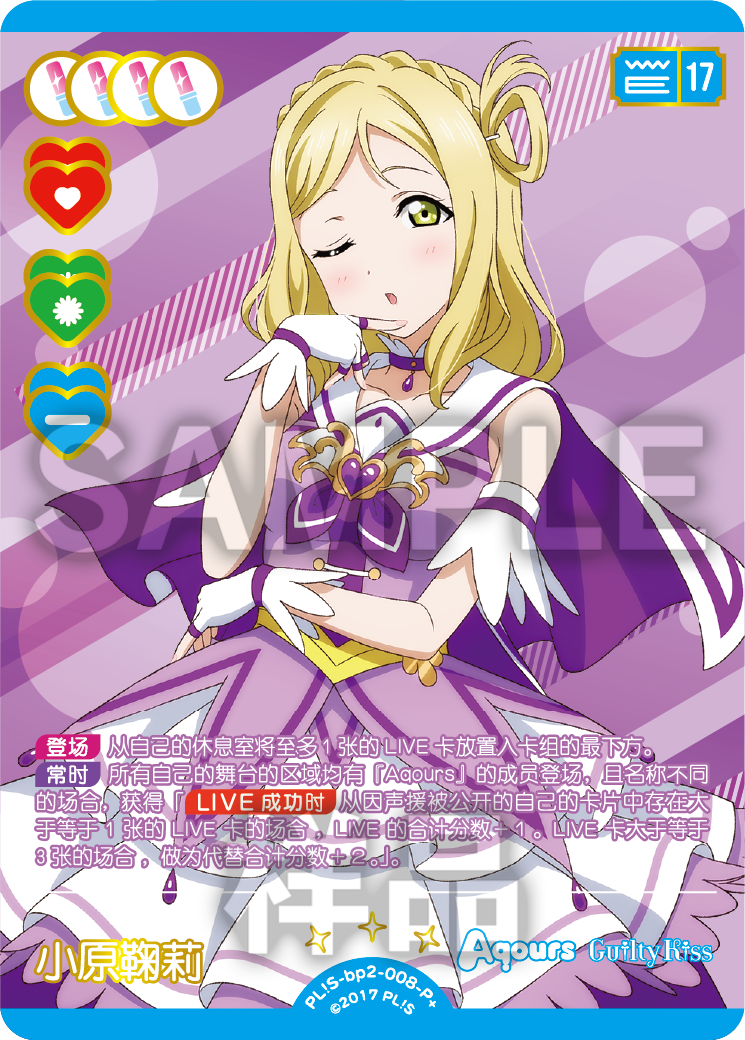 17
SAMPLE
登场 从自己的休息室将至多1张的LIVE卡放置入卡组的最下方。
常时 所有自己的舞台的区域均有『Aqours』的成员登场，且名称不同
的场合，获得「 LIVE成功时 从因声援被公开的自己的卡片中存在大
于等于1张的LIVE卡的场合，LIVE的合计分数＋1。LIVE卡大于等于
3张的场合，做为代替合计分数＋2。」。
样品
小原鞠莉
Aqours GuiltyKiss
PL!S-bp2-008-P+
©2017 PL!S